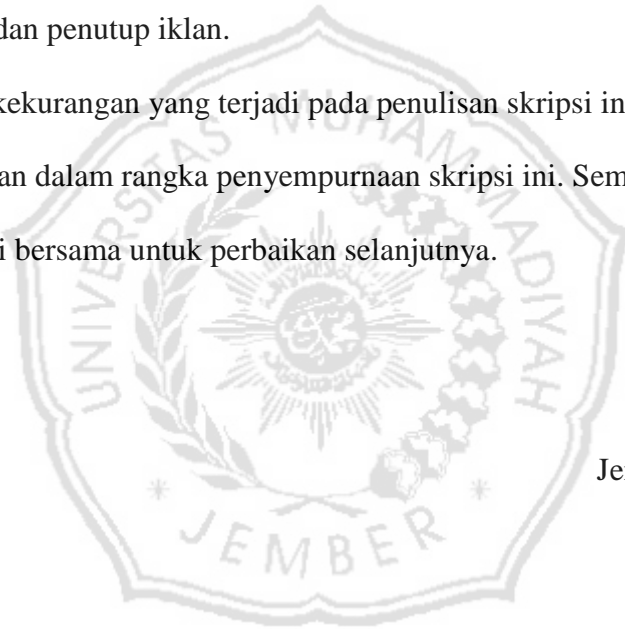 dan penutup iklan.
kekurangan yang terjadi pada penulisan skripsi in
an dalam rangka penyempurnaan skripsi ini. Sem
i bersama untuk perbaikan selanjutnya.
UNIVERSITAS MUHAMMADIYAH
Je
JEMBER